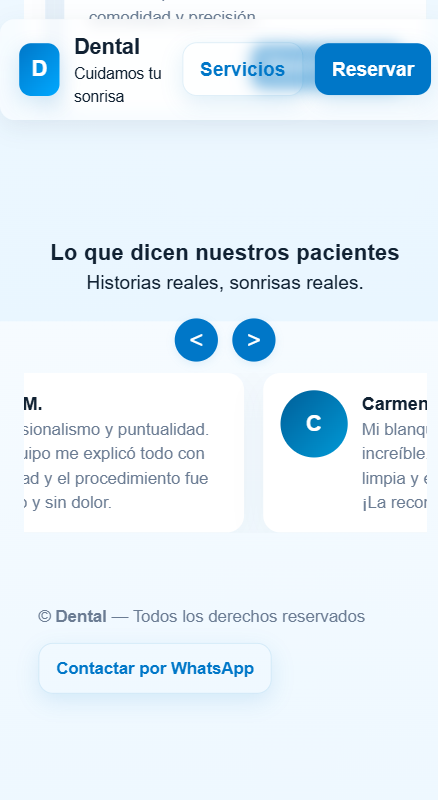 comodidad y precisión.
D
Dental
Cuidamos tu
sonrisa
Servicios
Reservar
Lo que dicen nuestros pacientes
Historias reales, sonrisas reales.
< >
M.
sionalismo y puntualidad.
uipo me explicó todo con
ad y el procedimiento fue
o y sin dolor.
C
Carmen
Mi blanqu
increíble
limpia y e
¡La recor
© Dental — Todos los derechos reservados
Contactar por WhatsApp